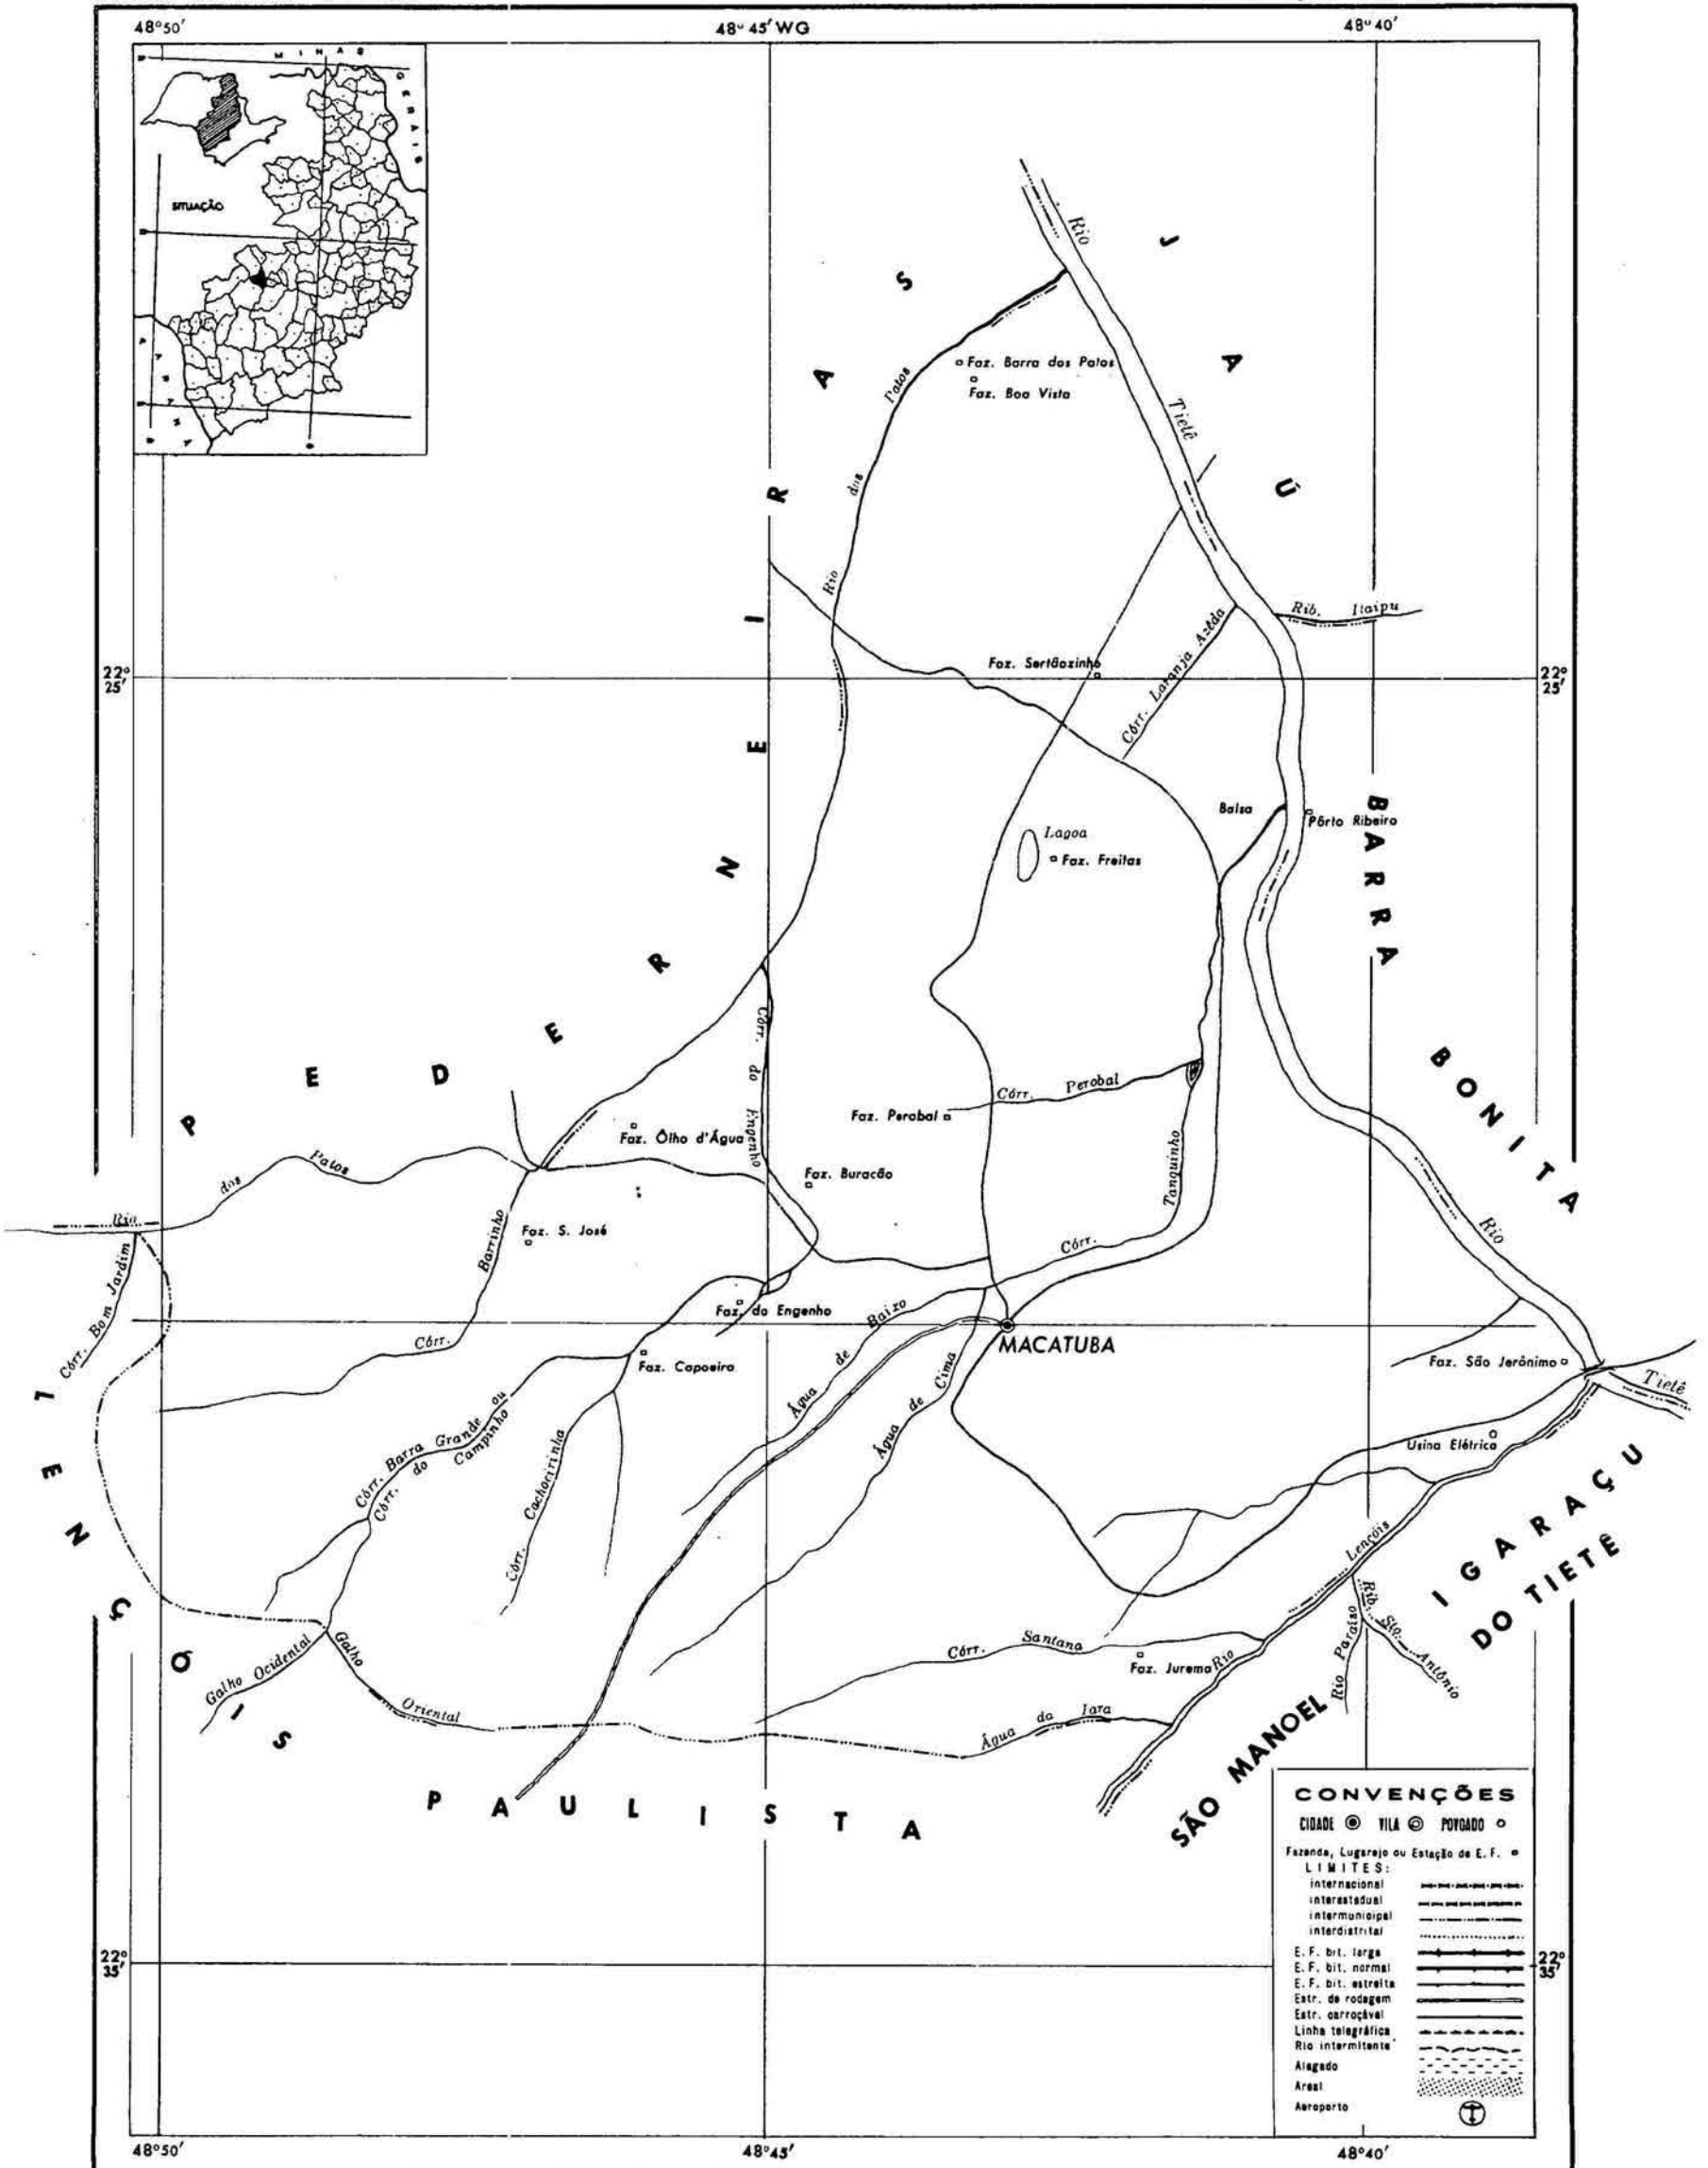 48°50′
48°45′WG
48°40′
MINAS
GERAIS
SITUAÇÃO
PARANÁ
JAÚ
PEDERNEIRAS
Rio
Tietê
Faz. Barra dos Patos
Faz. Boa Vista
Rio dos Patos
Rib. Itaipu
22°
25′
22°
25′
Faz. Sertãozinho
Córr. Laranja Azêda
BARRA
BONITA
Balsa
Pôrto Ribeiro
Lagoa
Faz. Freitas
Córr. do Engenho
Córr. Perobal
Faz. Perobal
Faz. Ôlho d'Água
Faz. Buracão
Tanquinho
Córr.
Rio dos Patos
Faz. S. José
Barrinho
Córr.
Córr. Bom Jardim
Faz. do Engenho
Água de Baixo
MACATUBA
Faz. Capoeira
Água de Cima
Rio
Faz. São Jerônimo
Tietê
Usina Elétrica
Córr. Barra Grande ou
Córr. do Campinho
Córr. Cachoeirinha
LENÇÓIS
PAULISTA
Rio Lençóis
IGARAÇU
DO TIETÊ
Rib. Sto. Antônio
Rio Paraíso
Córr. Santana
Faz. Jurema
Galho Ocidental
Galho Oriental
Água da Jara
SÃO MANOEL
22°
35′
22°
35′
CONVENÇÕES
CIDADE VILA POVOADO
Fazenda, Lugarejo ou Estação de E. F.
LIMITES:
internacional
interestadual
intermunicipal
interdistrital
E. F. bit. larga
E. F. bit. normal
E. F. bit. estreita
Estr. de rodagem
Estr. carroçável
Linha telegráfica
Rio intermitente
Alagado
Areal
Aeroporto
48°50′
48°45′
48°40′